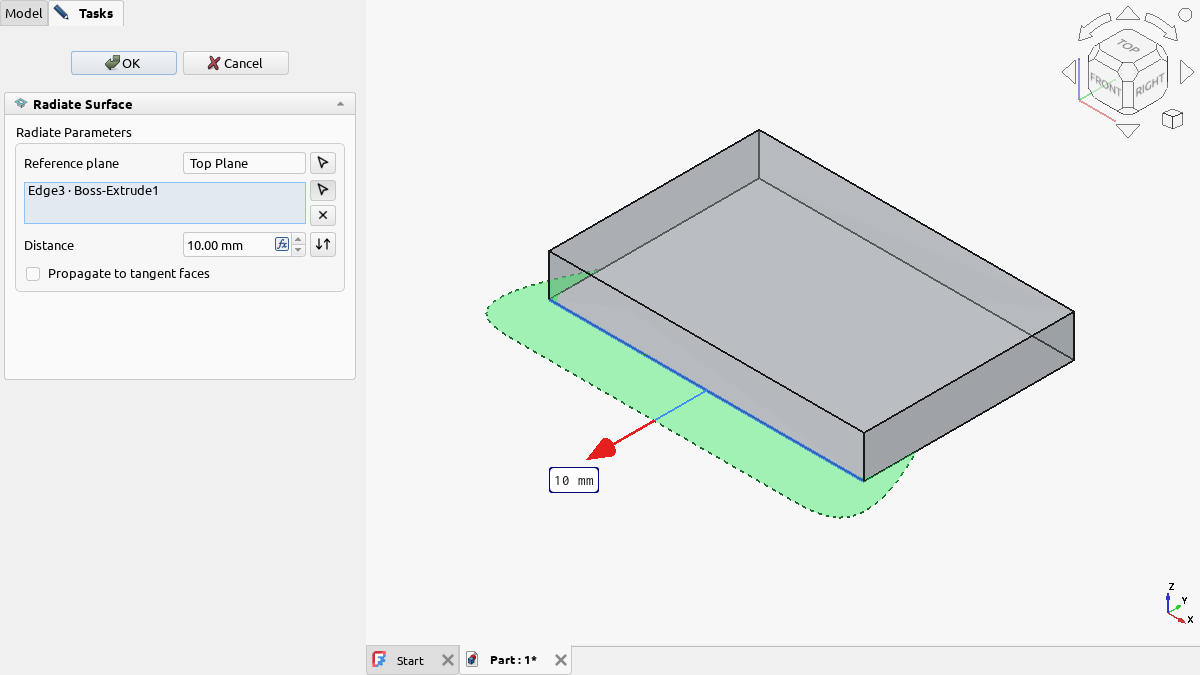 Model
Tasks
OK
Cancel
Radiate Surface
Radiate Parameters
Reference plane
Top Plane
Edge3 · Boss-Extrude1
Distance
10.00 mm
fx
Propagate to tangent faces
10 mm
TOP
FRONT
RIGHT
Z
Y
X
Start
Part : 1*